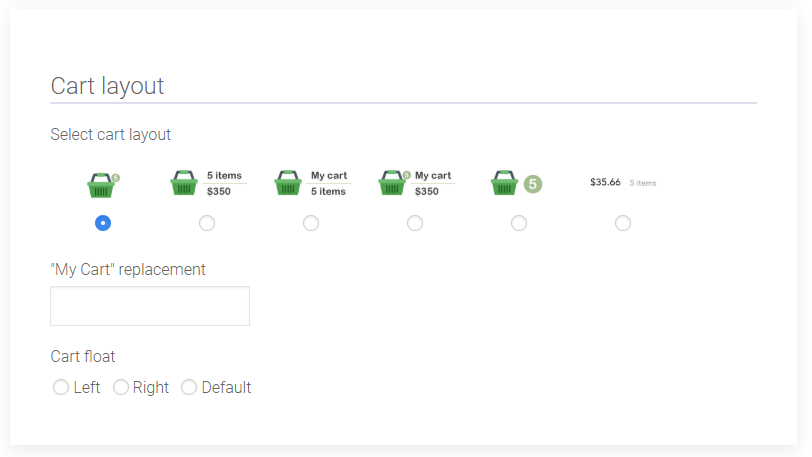 Cart layout
Select cart layout
5
5 items
$350
My cart
5 items
5
My cart
$350
5
$35.66 5 items
"My Cart" replacement
Cart float
Left Right Default